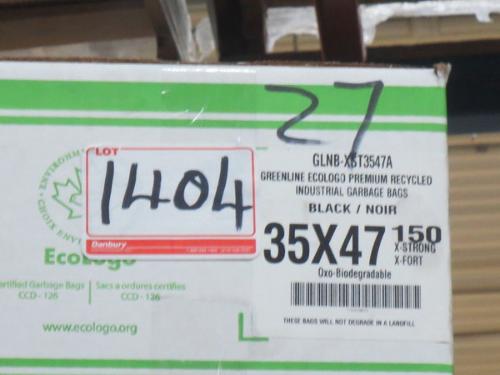 27
GLNB-XST3547A
GREENLINE ECOLOGO PREMIUM RECYCLED
INDUSTRIAL GARBAGE BAGS
BLACK / NOIR
35X47
150
X-STRONG
X-FORT
Oxo-Biodegradable
THESE BAGS WILL NOT DEGRADE IN A LANDFILL
LOT
1404
Danbury
EcoLogo
ertified Garbage Bags
CCD - 126
Sacs a ordures certifiés
CCD - 126
www.ecologo.org